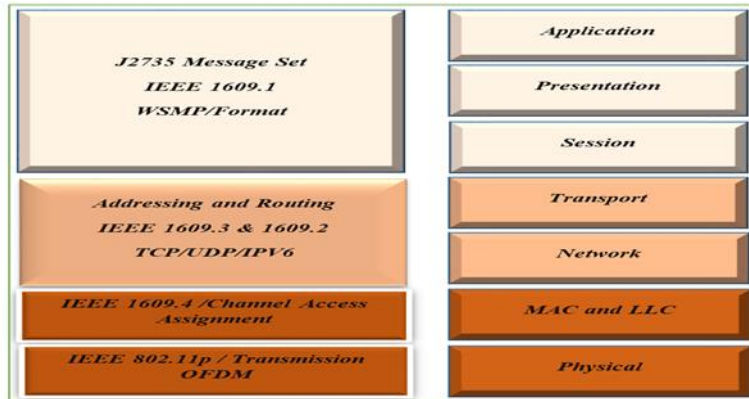 J2735 Message Set
IEEE 1609.1
WSMP/Format
Addressing and Routing
IEEE 1609.3 & 1609.2
TCP/UDP/IPV6
IEEE 1609.4 /Channel Access
Assignment
IEEE 802.11p / Transmission
OFDM
Application
Presentation
Session
Transport
Network
MAC and LLC
Physical